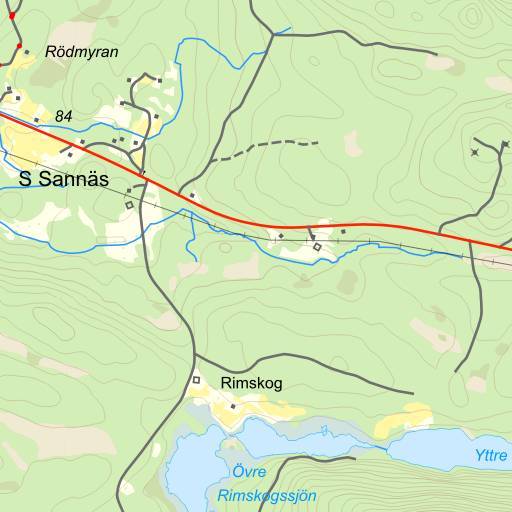 Rödmyran
84
S Sannäs
Rimskog
Övre
Rimskogssjön
Yttre